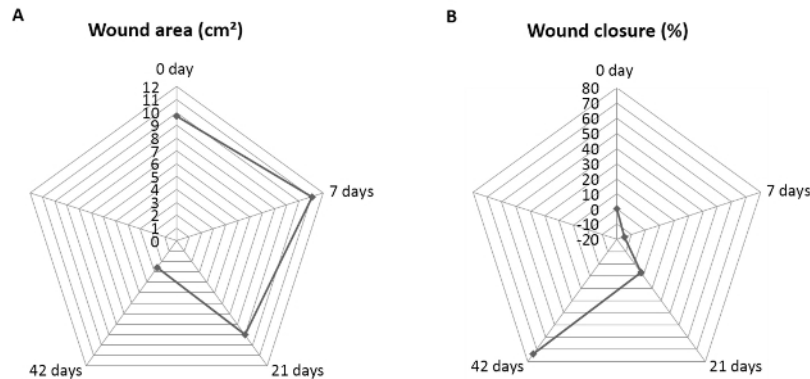 A
Wound area (cm²)
0 day
12
11
10
9
8
7
6
5
4
3
2
1
0
7 days
21 days
42 days
B
Wound closure (%)
0 day
80
70
60
50
40
30
20
10
0
-10
-20
7 days
21 days
42 days